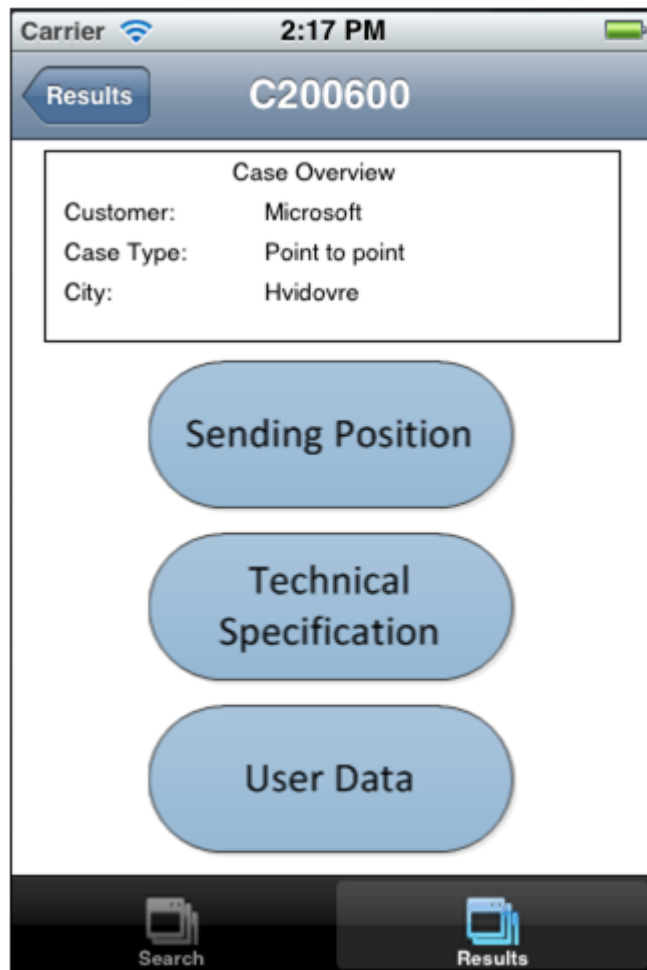 Carrier 2:17 PM
Results C200600
Case Overview
Customer: Microsoft
Case Type: Point to point
City: Hvidovre
Sending Position
Technical
Specification
User Data
Search Results